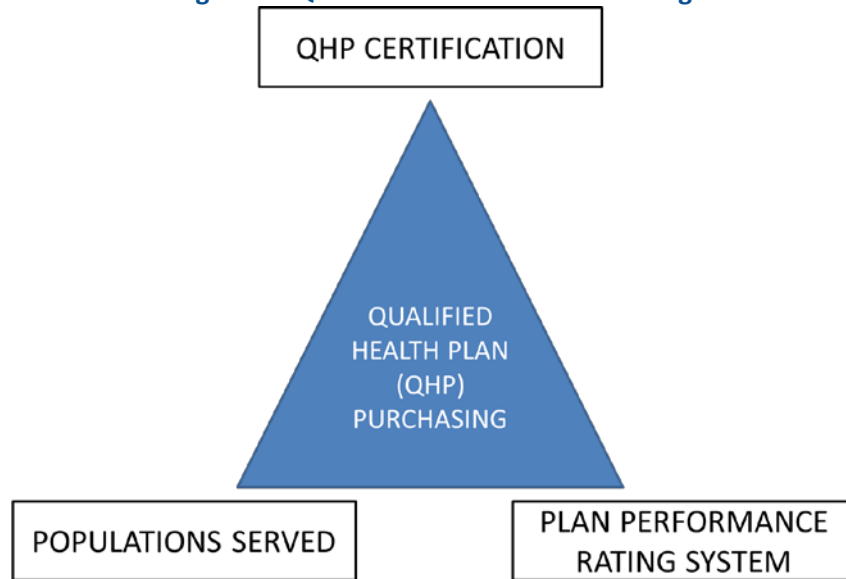 QHP CERTIFICATION
QUALIFIED
HEALTH PLAN
(QHP)
PURCHASING
POPULATIONS SERVED
PLAN PERFORMANCE
RATING SYSTEM